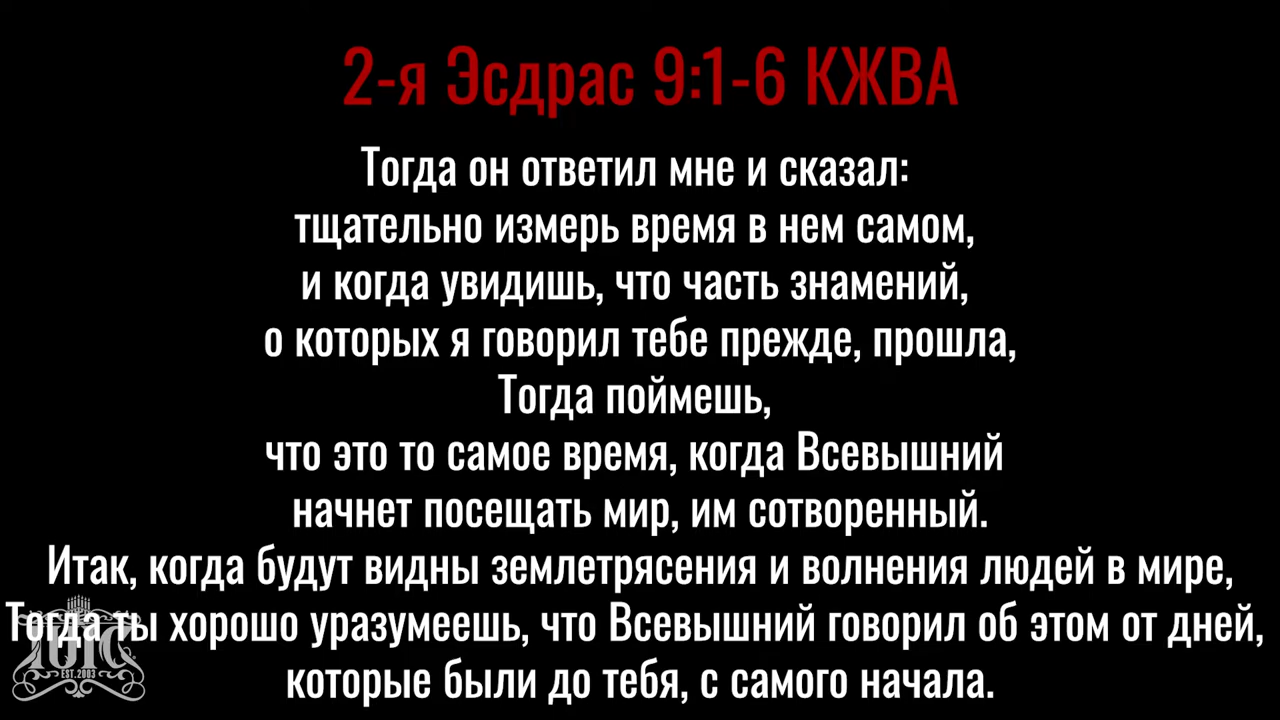 2-я Эсдрас 9:1-6 КЖВА
Тогда он ответил мне и сказал:
тщательно измерь время в нем самом,
и когда увидишь, что часть знамений,
о которых я говорил тебе прежде, прошла,
Тогда поймешь,
что это то самое время, когда Всевышний
начнет посещать мир, им сотворенный.
Итак, когда будут видны землетрясения и волнения людей в мире,
Тогда ты хорошо уразумеешь, что Всевышний говорил об этом от дней,
которые были до тебя, с самого начала.
IUIC
EST.2003